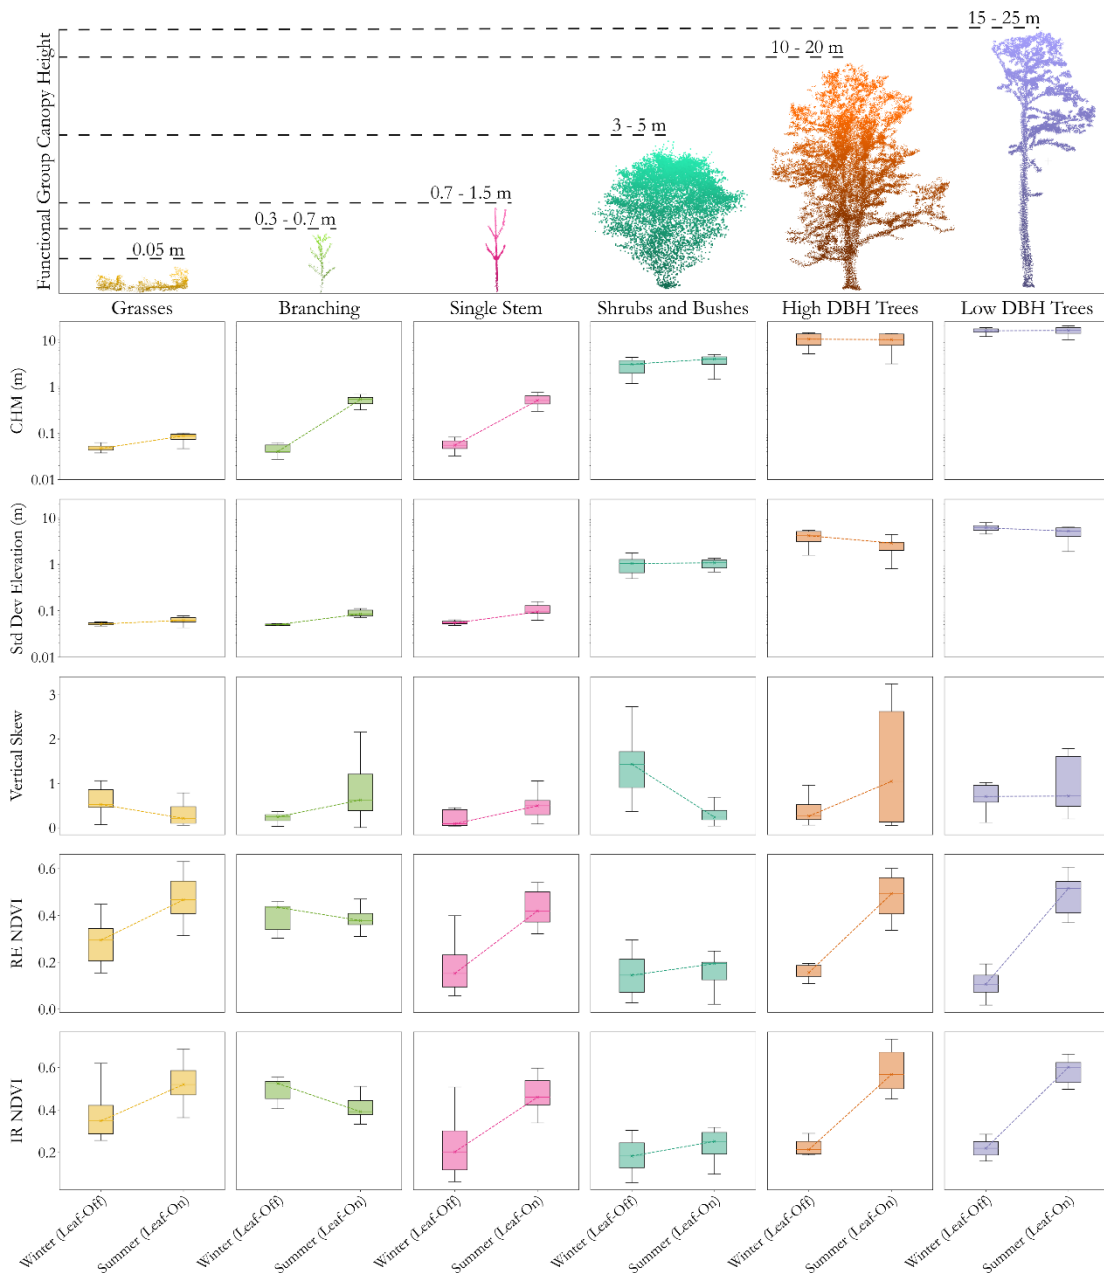 15 - 25 m
10 - 20 m
3 - 5 m
0.7 - 1.5 m
0.3 - 0.7 m
0.05 m
Functional Group Canopy Height
Grasses Branching Single Stem Shrubs and Bushes High DBH Trees Low DBH Trees
CHM (m)
10
1
0.1
0.01
Std Dev Elevation (m)
10
1
0.1
0.01
Vertical Skew
3
2
1
0
RE NDVI
0.6
0.4
0.2
0.0
IR NDVI
0.6
0.4
0.2
Winter (Leaf-Off) Summer (Leaf-On) Winter (Leaf-Off) Summer (Leaf-On) Winter (Leaf-Off) Summer (Leaf-On) Winter (Leaf-Off) Summer (Leaf-On) Winter (Leaf-Off) Summer (Leaf-On) Winter (Leaf-Off) Summer (Leaf-On)